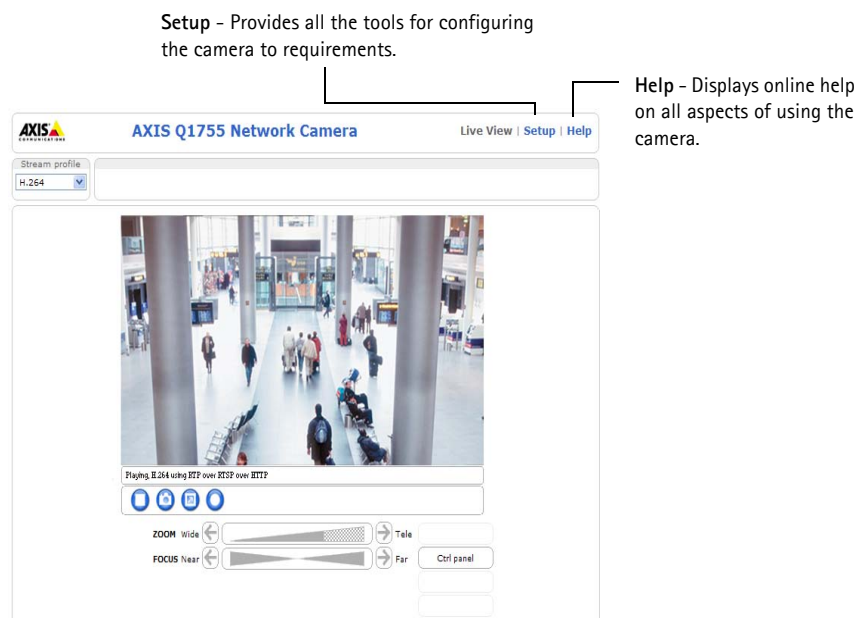 Setup - Provides all the tools for configuring
the camera to requirements.
Help - Displays online help
on all aspects of using the
camera.
AXIS
COMMUNICATIONS
AXIS Q1755 Network Camera
Live View | Setup | Help
Stream profile
H.264
Playing, H.264 using RTP over RTSP over HTTP
ZOOM Wide
Tele
FOCUS Near
Far
Ctrl panel